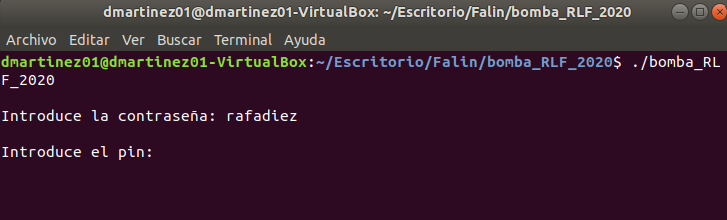 dmartinez01@dmartinez01-VirtualBox: ~/Escritorio/Falin/bomba_RLF_2020
Archivo Editar Ver Buscar Terminal Ayuda
dmartinez01@dmartinez01-VirtualBox:~/Escritorio/Falin/bomba_RLF_2020$ ./bomba_RL
F_2020
Introduce la contraseña: rafadiez
Introduce el pin: